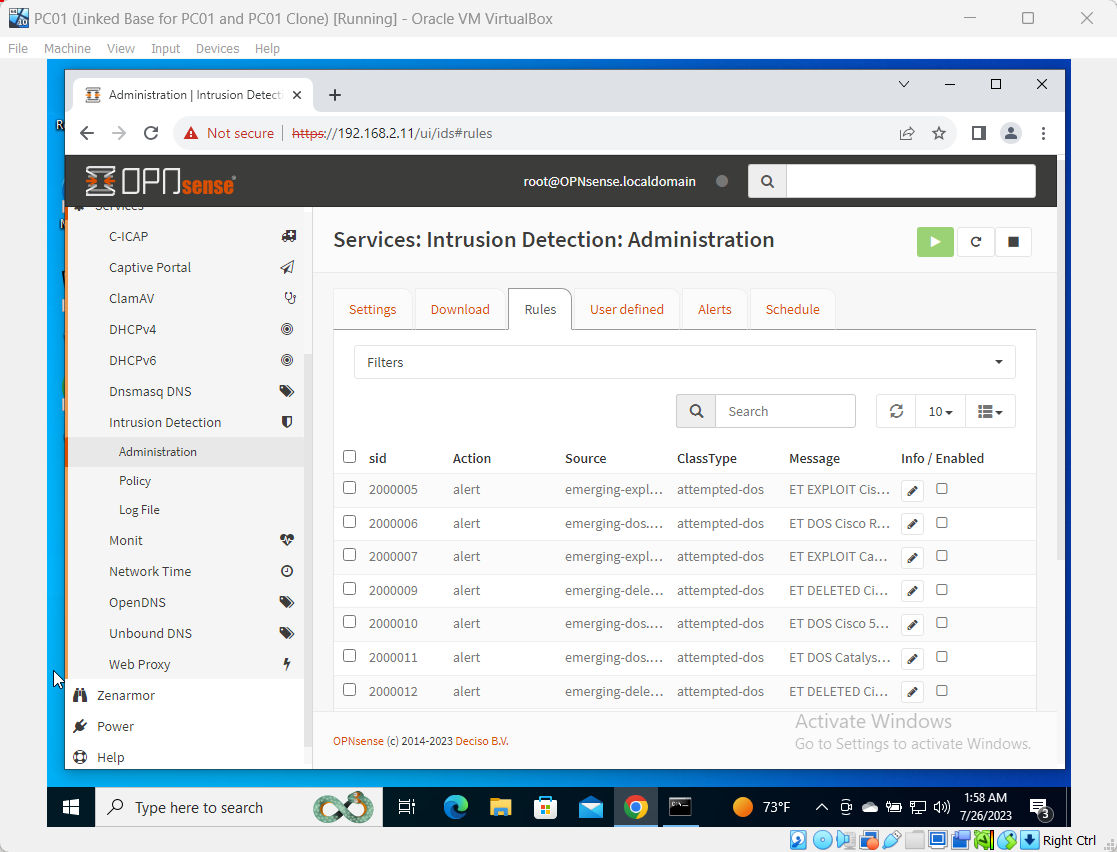 PC01 (Linked Base for PC01 and PC01 Clone) [Running] - Oracle VM VirtualBox
File Machine View Input Devices Help
Administration | Intrusion Detect
Not secure https://192.168.2.11/ui/ids#rules
OPNsense root@OPNsense.localdomain
Services
C-ICAP
Captive Portal
ClamAV
DHCPv4
DHCPv6
Dnsmasq DNS
Intrusion Detection
Administration
Policy
Log File
Monit
Network Time
OpenDNS
Unbound DNS
Web Proxy
Zenarmor
Power
Help
Services: Intrusion Detection: Administration
Settings Download Rules User defined Alerts Schedule
Filters
Search 10
sid Action Source ClassType Message Info / Enabled
2000005 alert emerging-expl... attempted-dos ET EXPLOIT Cis...
2000006 alert emerging-dos.... attempted-dos ET DOS Cisco R...
2000007 alert emerging-expl... attempted-dos ET EXPLOIT Ca...
2000009 alert emerging-dele... attempted-dos ET DELETED Ci...
2000010 alert emerging-dos.... attempted-dos ET DOS Cisco 5...
2000011 alert emerging-dos.... attempted-dos ET DOS Catalys...
2000012 alert emerging-dele... attempted-dos ET DELETED Ci...
Activate Windows
Go to Settings to activate Windows.
OPNsense (c) 2014-2023 Deciso B.V.
Type here to search 73°F 1:58 AM
7/26/2023 3
Right Ctrl